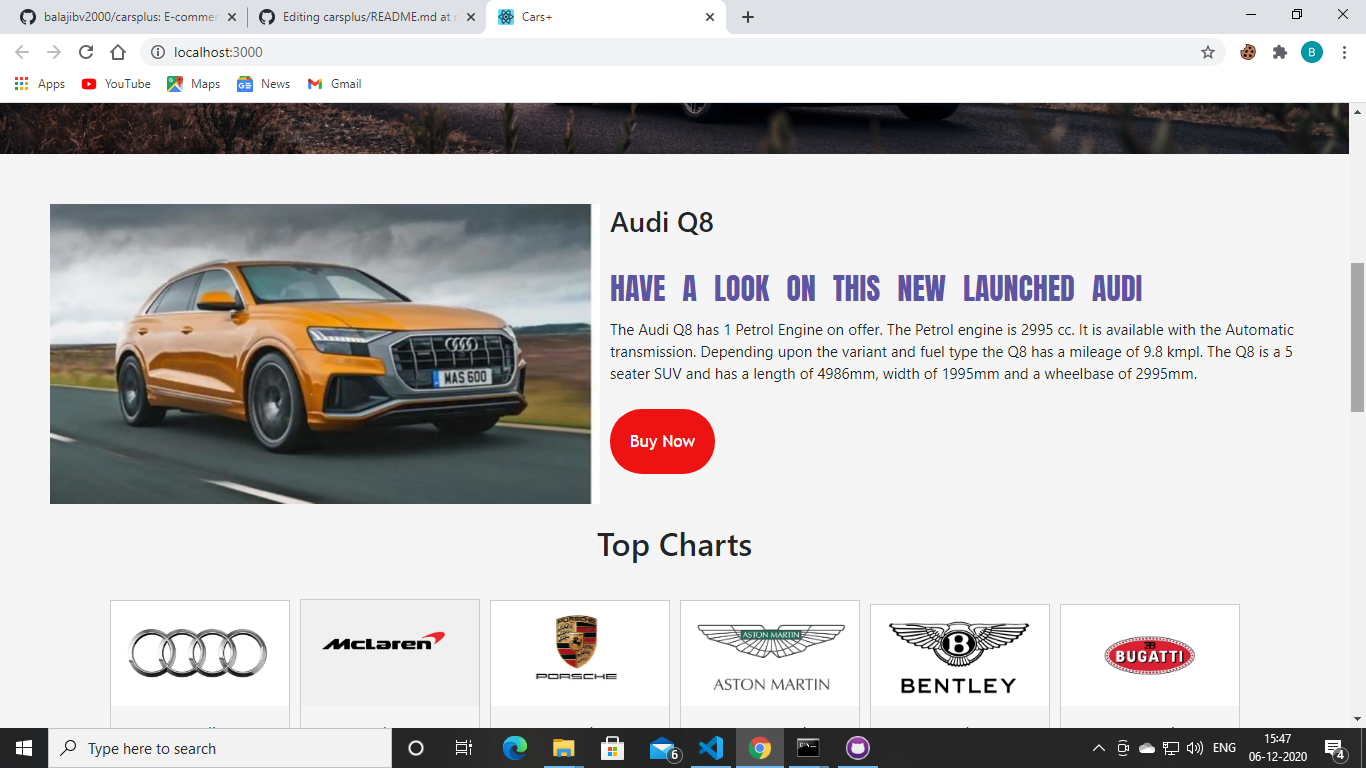 balajibv2000/carsplus: E-commer
Editing carsplus/README.md at
Cars+
localhost:3000
B
Apps
YouTube
Maps
News
Gmail
Audi Q8
HAVE A LOOK ON THIS NEW LAUNCHED AUDI
The Audi Q8 has 1 Petrol Engine on offer. The Petrol engine is 2995 cc. It is available with the Automatic
transmission. Depending upon the variant and fuel type the Q8 has a mileage of 9.8 kmpl. The Q8 is a 5
seater SUV and has a length of 4986mm, width of 1995mm and a wheelbase of 2995mm.
MAS 600
Buy Now
Top Charts
McLaren
PORSCHE
PORSCHE
ASTON MARTIN
ASTON MARTIN
B
BENTLEY
BUGATTI
Type here to search
6
ENG
15:47
06-12-2020
4